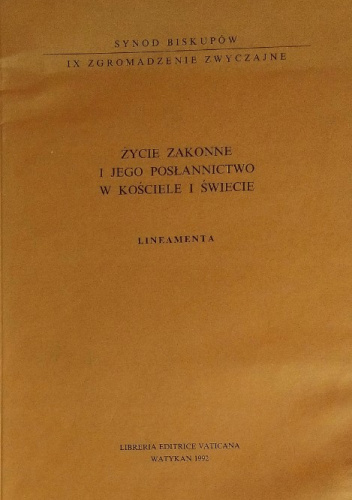 SYNOD BISKUPÓW
IX ZGROMADZENIE ZWYCZAJNE
ŻYCIE ZAKONNE
I JEGO POSŁANNICTWO
W KOŚCIELE I ŚWIECIE
LINEAMENTA
LIBRERIA EDITRICE VATICANA
WATYKAN 1992